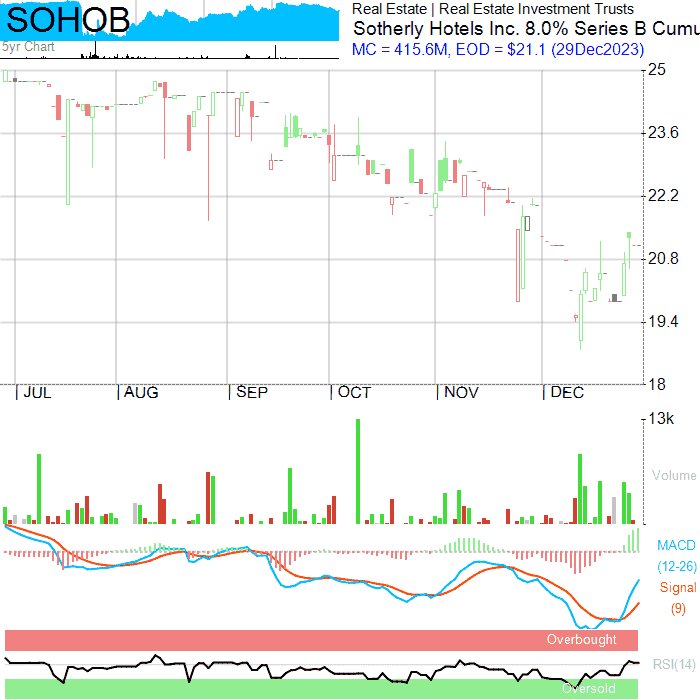 SOHOB
5yr Chart
Real Estate | Real Estate Investment Trusts
Sotherly Hotels Inc. 8.0% Series B Cumu
MC = 415.6M, EOD = $21.1 (29Dec2023)
25
23.6
22.2
20.8
19.4
18
| JUL | AUG | SEP | OCT | NOV | DEC
13k
Volume
MACD
(12-26)
Signal
(9)
Overbought
RSI(14)
Oversold